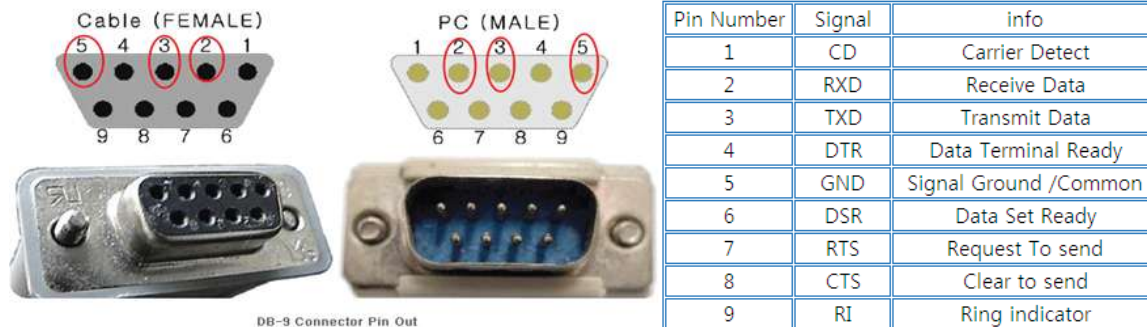 Cable (FEMALE)
5 4 3 2 1
9 8 7 6
PC (MALE)
1 2 3 4 5
6 7 8 9
DB-9 Connector Pin Out
Pin Number Signal info
1 CD Carrier Detect
2 RXD Receive Data
3 TXD Transmit Data
4 DTR Data Terminal Ready
5 GND Signal Ground /Common
6 DSR Data Set Ready
7 RTS Request To send
8 CTS Clear to send
9 RI Ring indicator